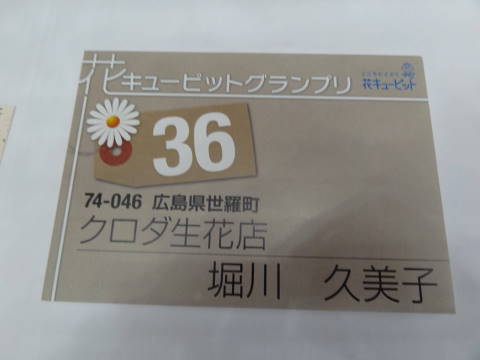 花キューピットグランプリ
花キューピット
36
74-046 広島県世羅町
クロダ生花店
堀川 久美子